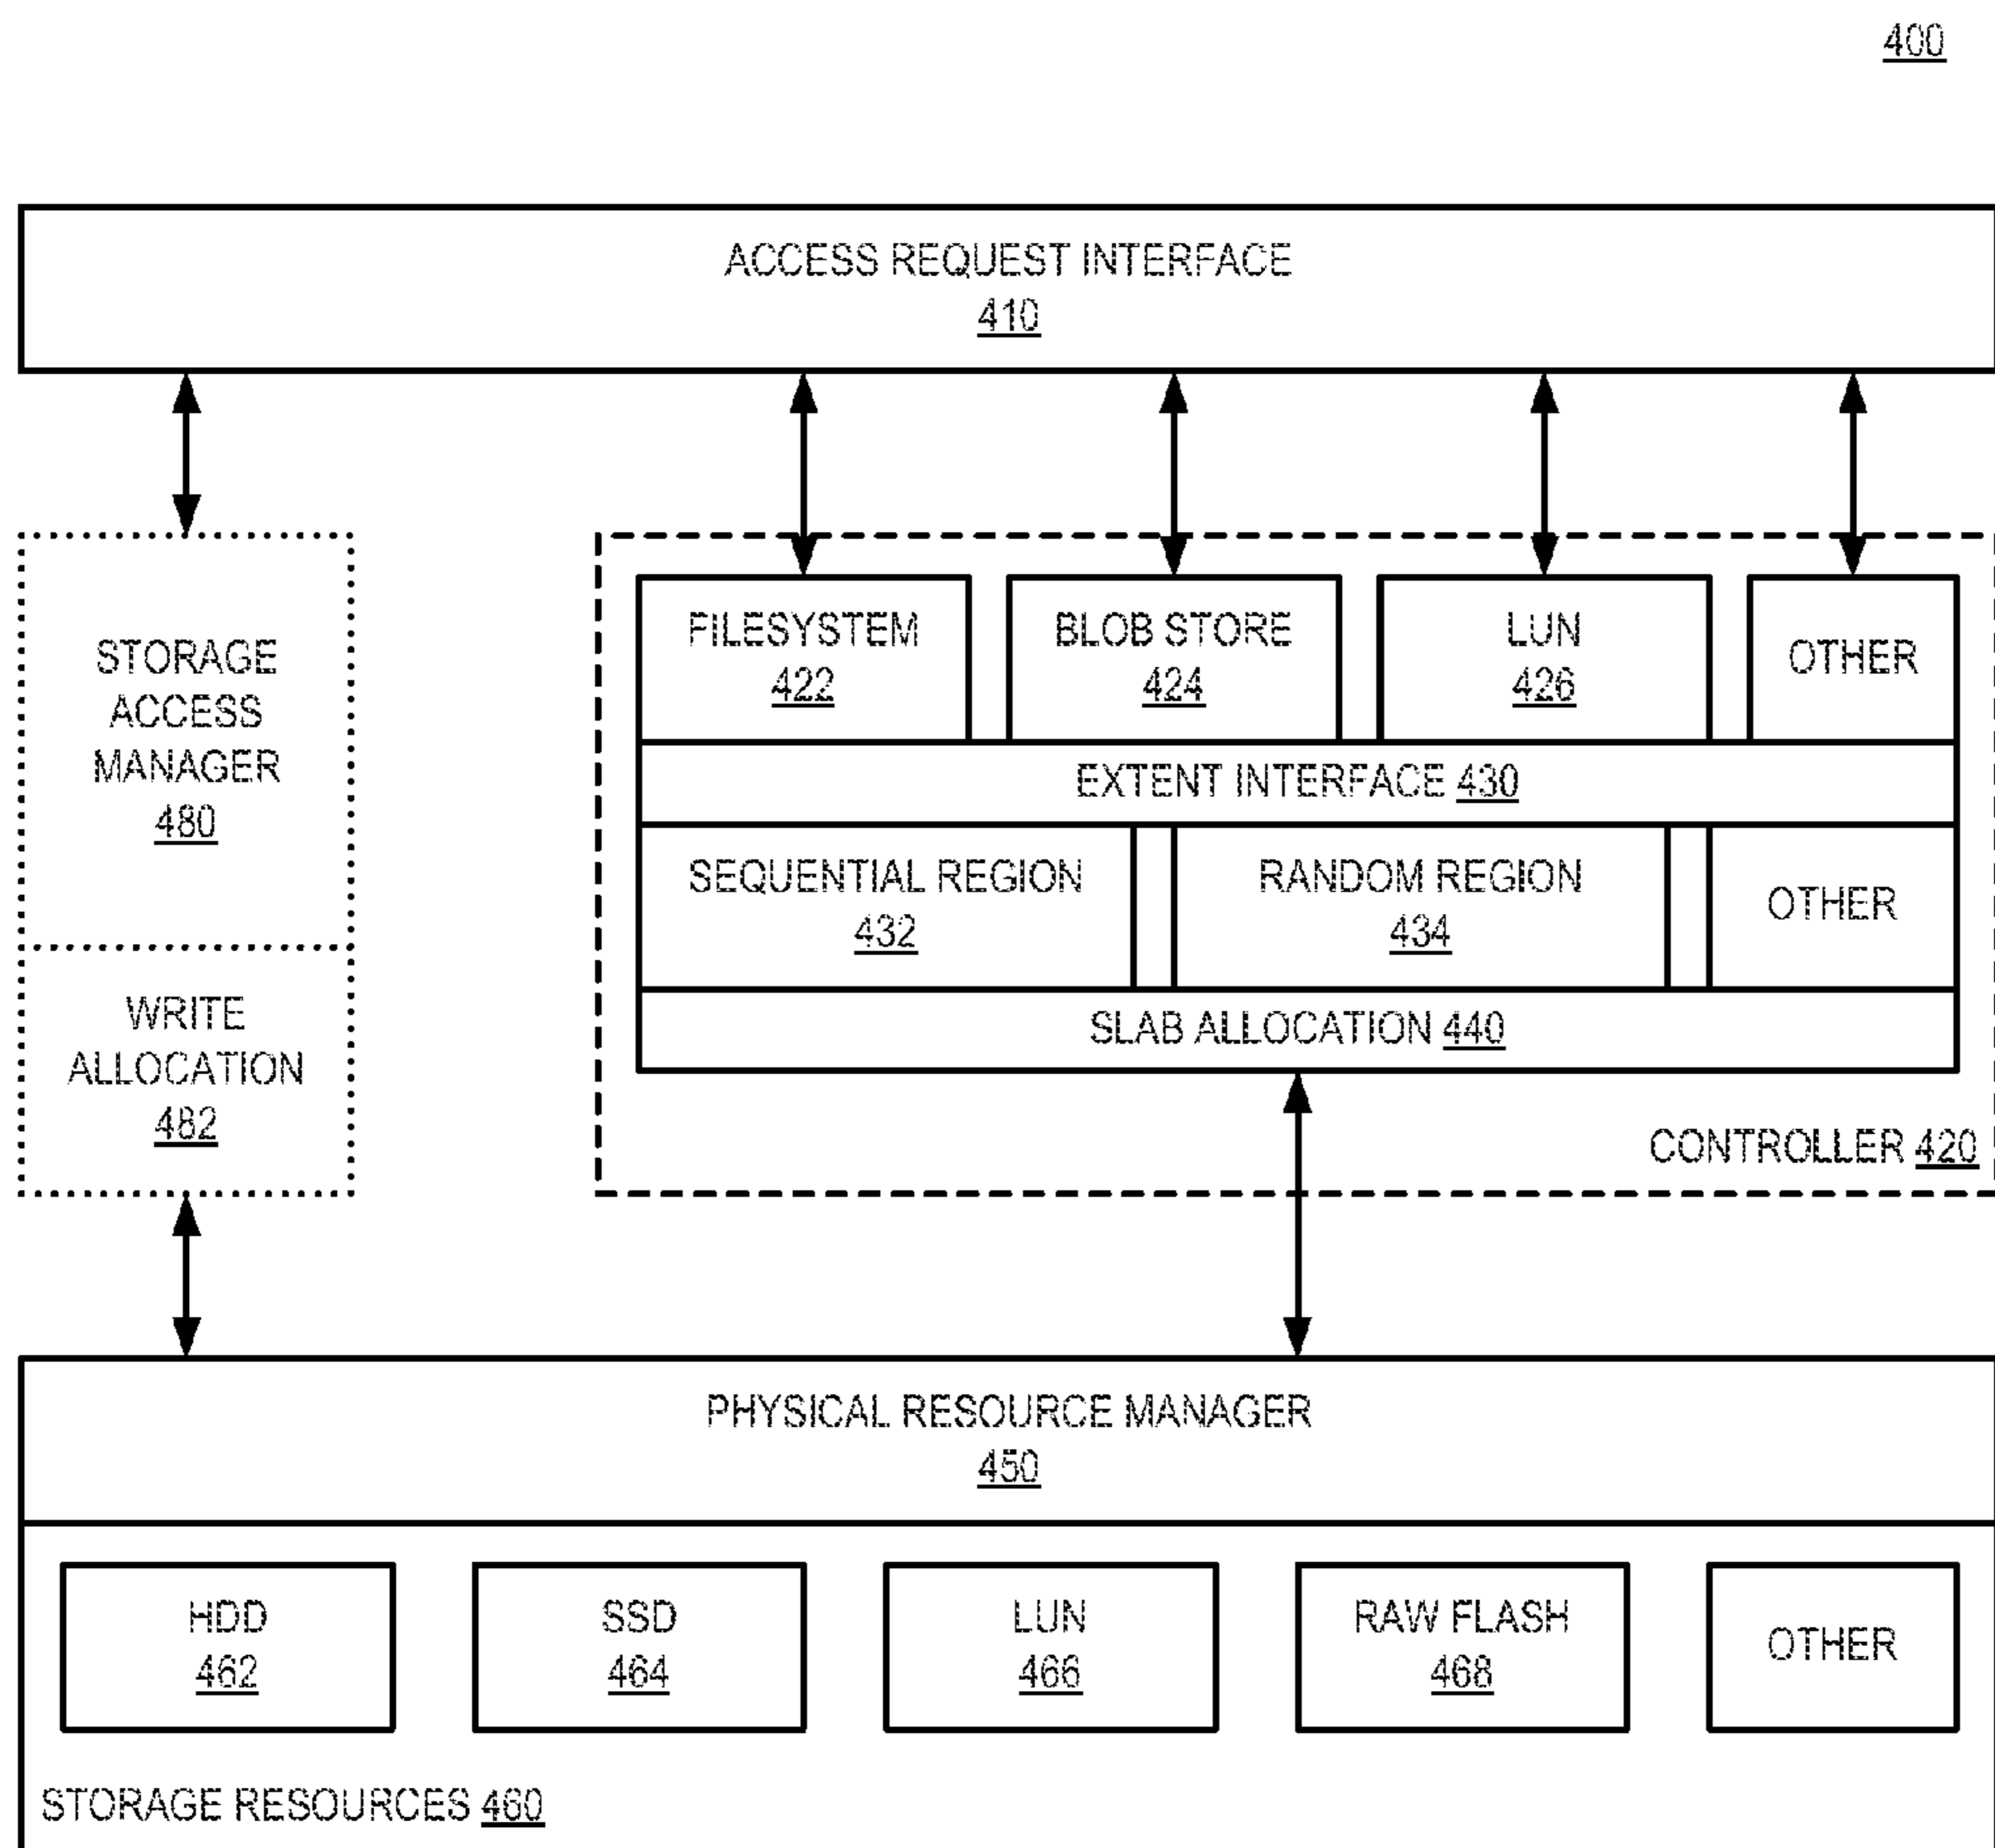 400
ACCESS REQUEST INTERFACE
410
STORAGE
ACCESS
MANAGER
480
WRITE
ALLOCATION
482
FILESYSTEM
422
BLOB STORE
424
LUN
426
OTHER
EXTENT INTERFACE 430
SEQUENTIAL REGION
432
RANDOM REGION
434
OTHER
SLAB ALLOCATION 440
CONTROLLER 420
PHYSICAL RESOURCE MANAGER
450
HDD
462
SSD
464
LUN
466
RAW FLASH
468
OTHER
STORAGE RESOURCES 460